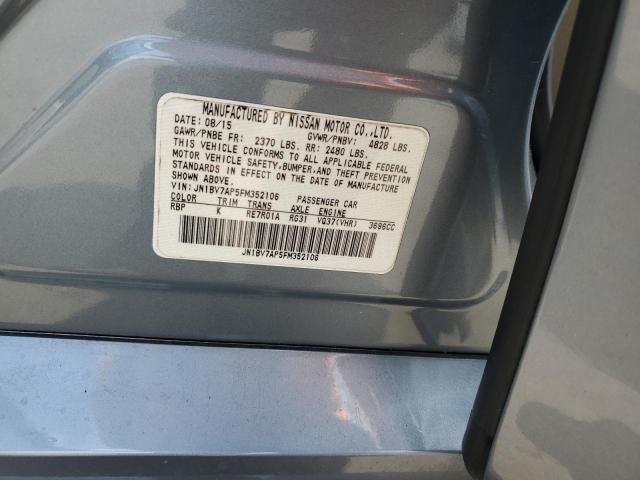 MANUFACTURED BY NISSAN MOTOR CO.,LTD.
DATE: 08/15 GVWR/PNBV: 4828 LBS.
GAWR/PNBE FR: 2370 LBS. RR: 2480 LBS.
THIS VEHICLE CONFORMS TO ALL APPLICABLE FEDERAL
MOTOR VEHICLE SAFETY,BUMPER,AND THEFT PREVENTION
STANDARDS IN EFFECT ON THE DATE OF MANUFACTURE
SHOWN ABOVE.
VIN: JN1BV7AP5FM352106 PASSENGER CAR
COLOR TRIM TRANS AXLE ENGINE
RBP K RE7R01A RG31 VQ37(VHR) 3696CC
JN1BV7AP5FM352106